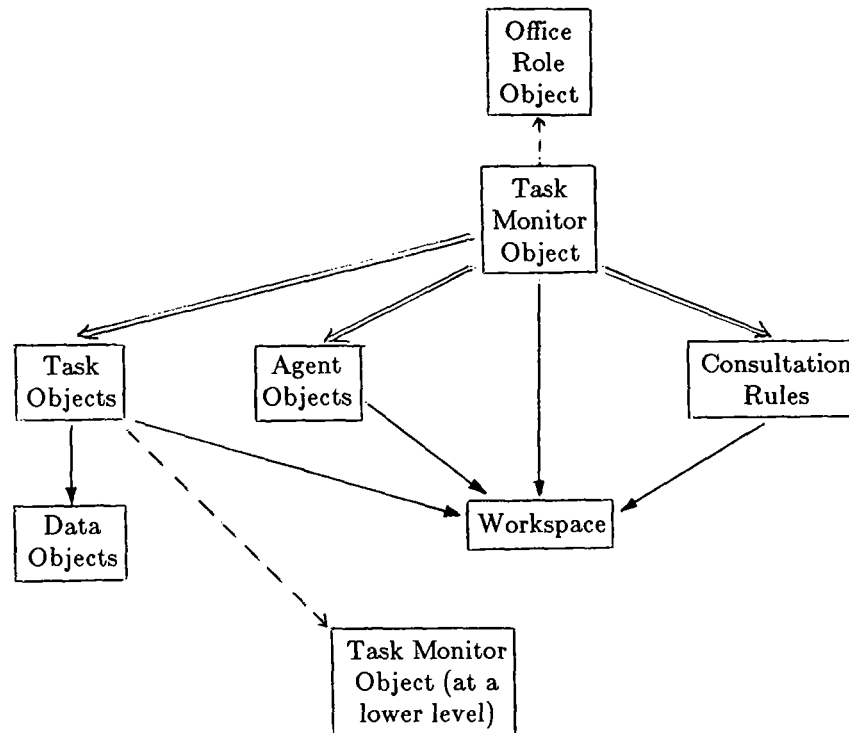 Office
Role
Object
Task
Monitor
Object
Task
Objects
Agent
Objects
Consultation
Rules
Data
Objects
Workspace
Task Monitor
Object (at a
lower level)